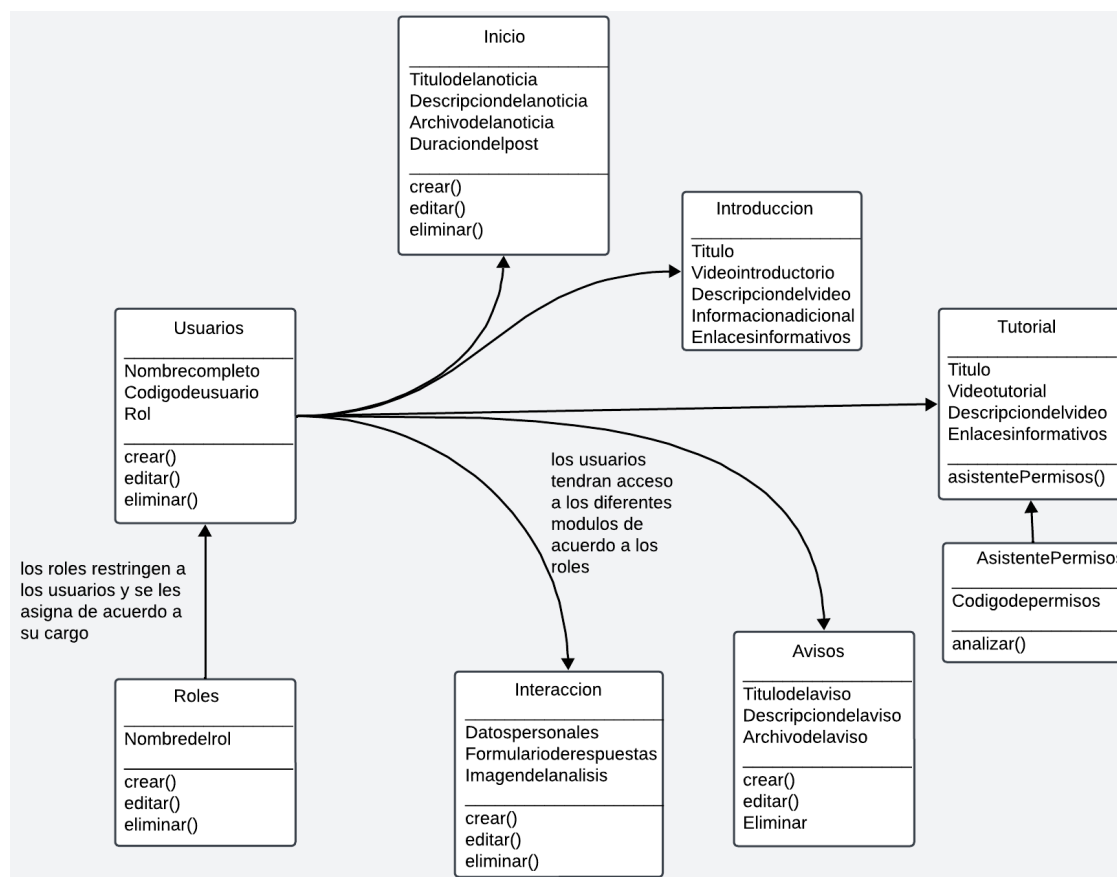 Inicio
Titulodelanoticia
Descripciondelanoticia
Archivodelanoticia
Duraciondelpost
crear()
editar()
eliminar()
Introduccion
Titulo
Videointroductorio
Descripciondelvideo
Informacionadicional
Enlacesinformativos
Usuarios
Nombrecompleto
Codigodeusuario
Rol
crear()
editar()
eliminar()
Tutorial
Titulo
Videotutorial
Descripciondelvideo
Enlacesinformativos
asistentePermisos()
los usuarios
tendran acceso
a los diferentes
modulos de
acuerdo a los
roles
AsistentePermisos
Codigodepermisos
analizar()
los roles restringen a
los usuarios y se les
asigna de acuerdo a
su cargo
Roles
Nombredelrol
crear()
editar()
eliminar()
Interaccion
Datospersonales
Formularioderespuestas
Imagendelanalisis
crear()
editar()
eliminar()
Avisos
Titulodelaviso
Descripciondelaviso
Archivodelaviso
crear()
editar()
Eliminar